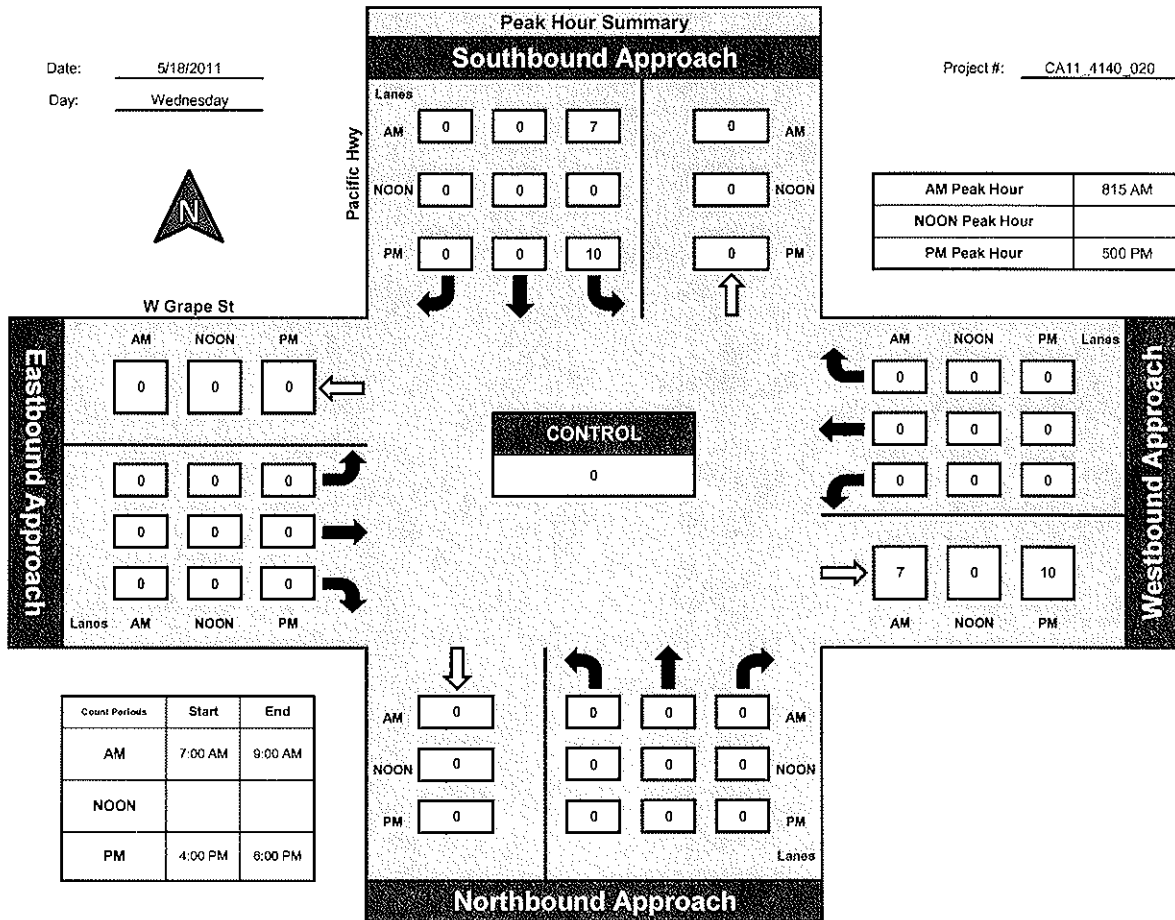 Peak Hour Summary
Southbound Approach
Date: 5/18/2011
Day: Wednesday
Project #: CA11_4140_020
N
Pacific Hwy
Lanes
AM 0 0 7 0 AM
NOON 0 0 0 0 NOON
PM 0 0 10 0 PM
AM Peak Hour 815 AM
NOON Peak Hour
PM Peak Hour 500 PM
W Grape St
Eastbound Approach
AM NOON PM
0 0 0
0 0 0
0 0 0
0 0 0
Lanes AM NOON PM
CONTROL
0
AM NOON PM Lanes
0 0 0
0 0 0
0 0 0
7 0 10
AM NOON PM
Westbound Approach
Count Periods Start End
AM 7:00 AM 9:00 AM
NOON
PM 4:00 PM 6:00 PM
AM 0 0 0 0 AM
NOON 0 0 0 0 NOON
PM 0 0 0 0 PM
Lanes
Northbound Approach